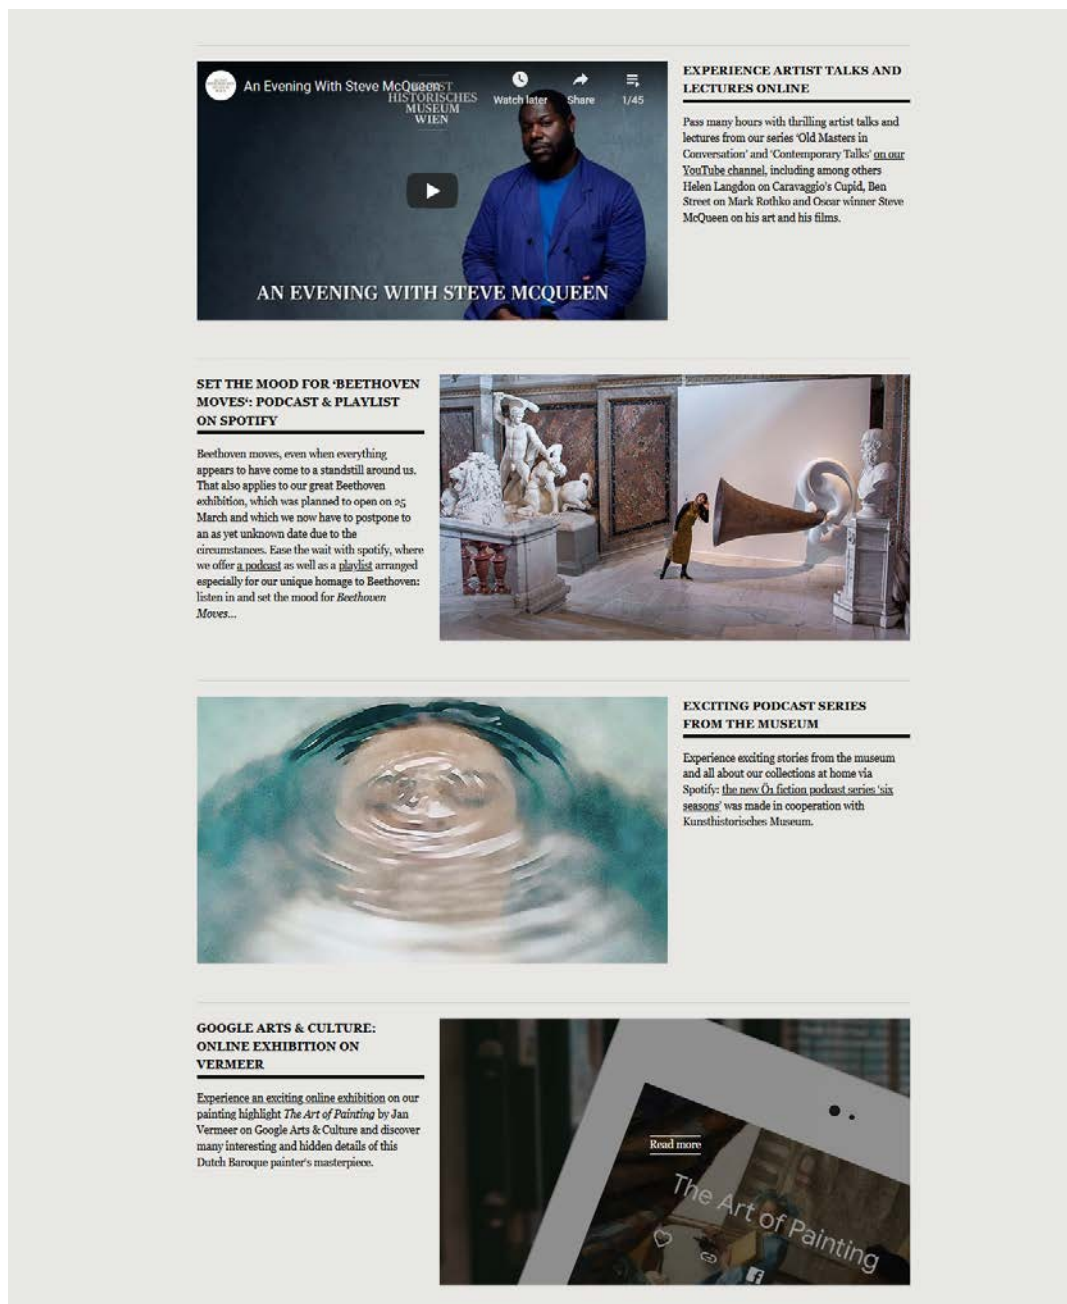 An Evening With Steve McQueen
HISTORISCHES
MUSEUM
WIEN
Watch later
Share
1/45
AN EVENING WITH STEVE MCQUEEN
EXPERIENCE ARTIST TALKS AND
LECTURES ONLINE
Pass many hours with thrilling artist talks and
lectures from our series 'Old Masters in
Conversation' and 'Contemporary Talks' on our
YouTube channel, including among others
Helen Langdon on Caravaggio's Cupid, Ben
Street on Mark Rothko and Oscar winner Steve
McQueen on his art and his films.
SET THE MOOD FOR 'BEETHOVEN
MOVES': PODCAST & PLAYLIST
ON SPOTIFY
Beethoven moves, even when everything
appears to have come to a standstill around us.
That also applies to our great Beethoven
exhibition, which was planned to open on 25
March and which we now have to postpone to
an as yet unknown date due to the
circumstances. Ease the wait with spotify, where
we offer a podcast as well as a playlist arranged
especially for our unique homage to Beethoven:
listen in and set the mood for Beethoven
Moves...
EXCITING PODCAST SERIES
FROM THE MUSEUM
Experience exciting stories from the museum
and all about our collections at home via
Spotify: the new Ö1 fiction podcast series 'six
seasons' was made in cooperation with
Kunsthistorisches Museum.
GOOGLE ARTS & CULTURE:
ONLINE EXHIBITION ON
VERMEER
Experience an exciting online exhibition on our
painting highlight The Art of Painting by Jan
Vermeer on Google Arts & Culture and discover
many interesting and hidden details of this
Dutch Baroque painter's masterpiece.
Read more
The Art of Painting